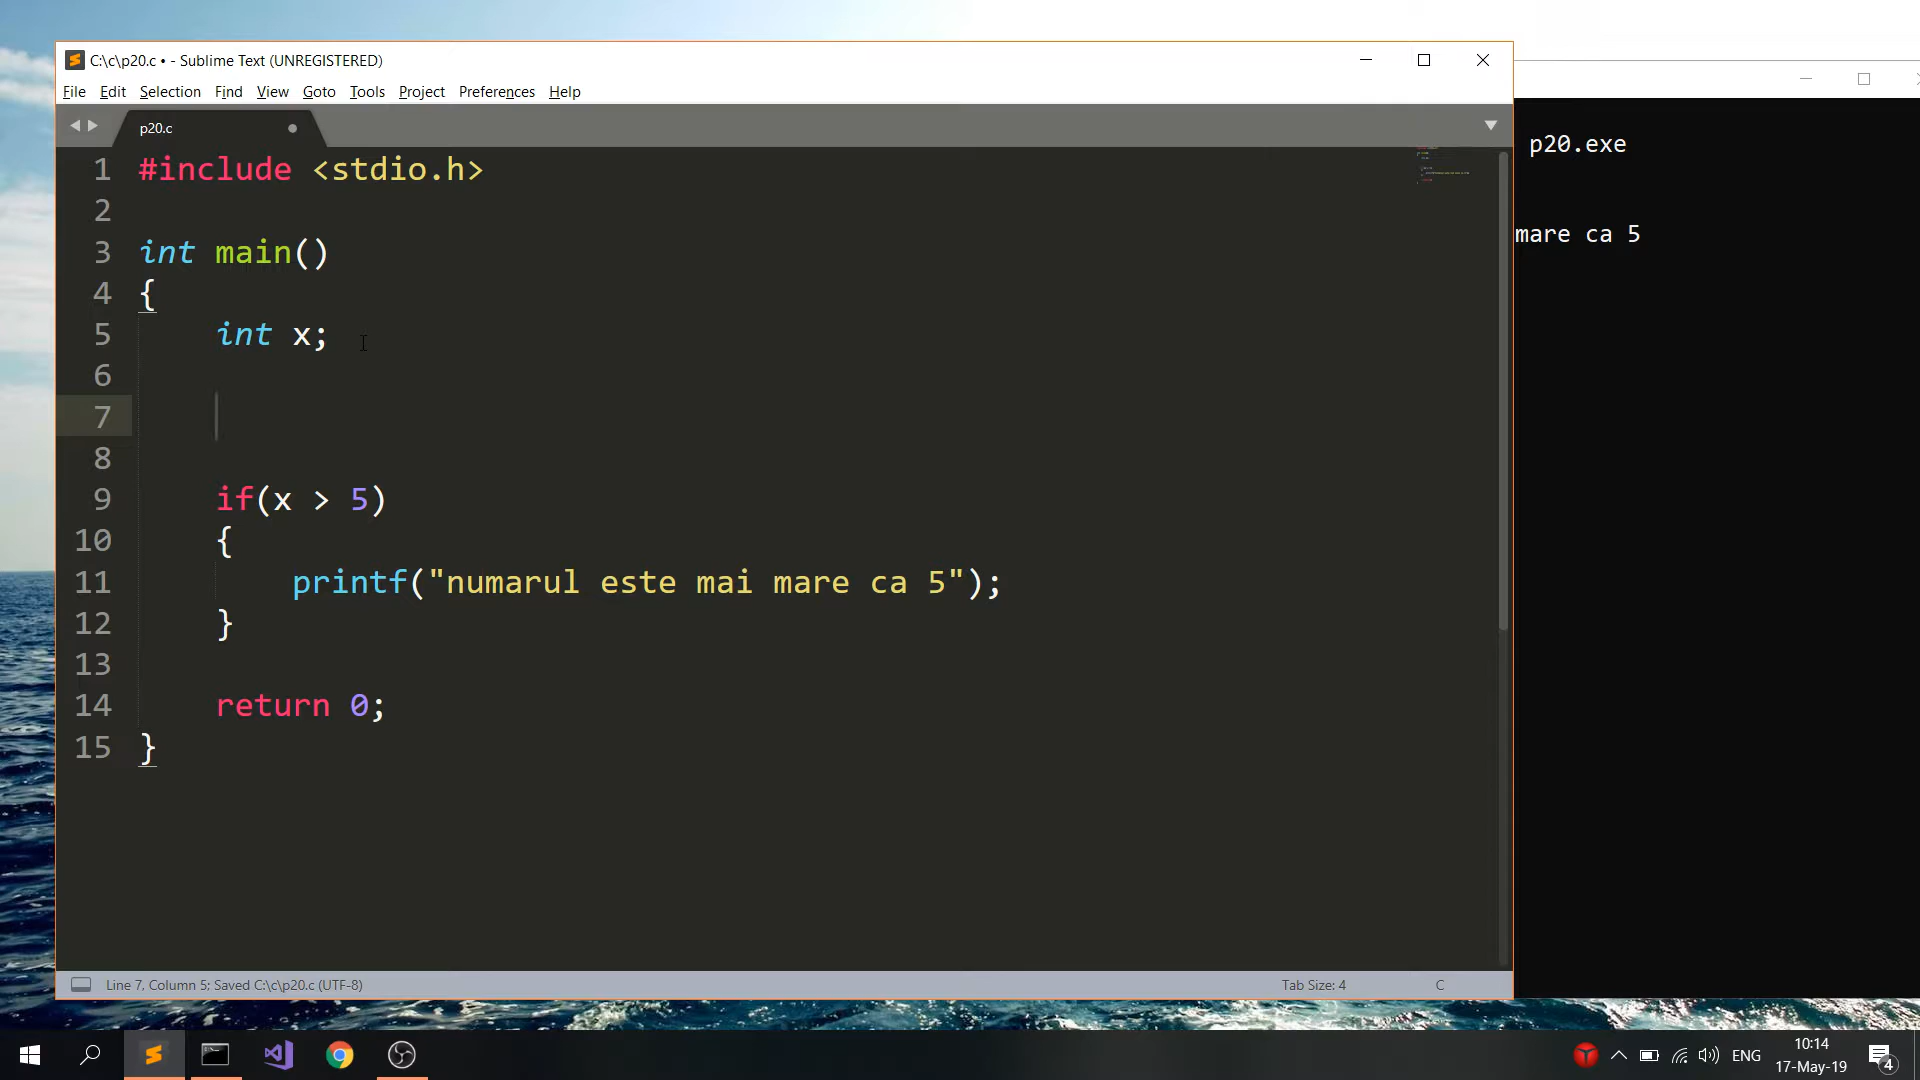 C:\c\p20.c • - Sublime Text (UNREGISTERED)
File Edit Selection Find View Goto Tools Project Preferences Help
p20.c
1 #include <stdio.h>
2
3 int main()
4 {
5 int x;
6
7
8
9 if(x > 5)
10 {
11 printf("numarul este mai mare ca 5");
12 }
13
14 return 0;
15 }
p20.exe
mare ca 5
Line 7, Column 5; Saved C:\c\p20.c (UTF-8)
Tab Size: 4
C
ENG
10:14
17-May-19
4